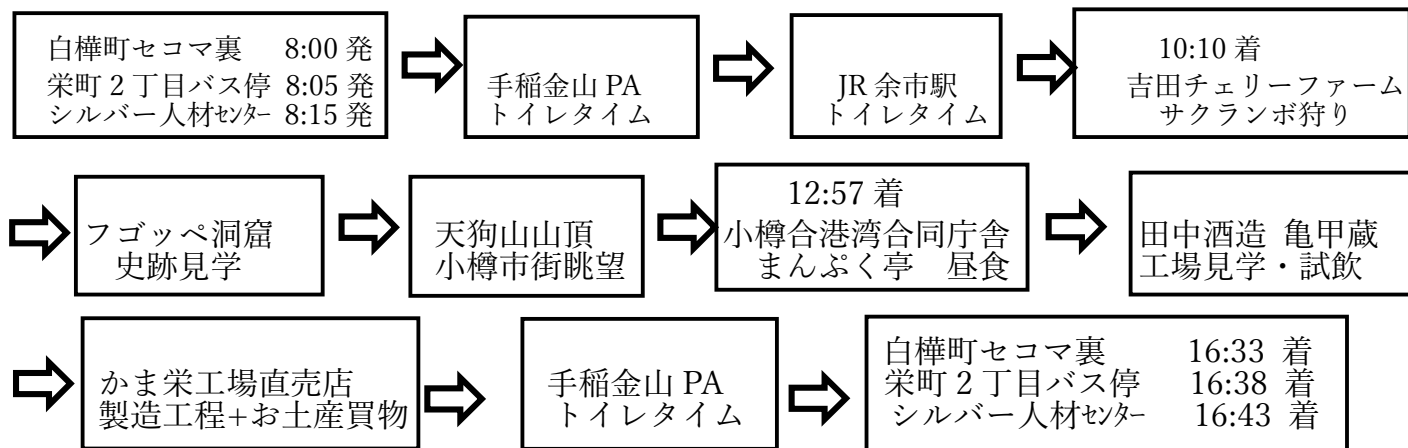 白樺町セコマ裏 8:00 発
栄町２丁目バス停 8:05 発
シルバー人材ｾﾝﾀｰ 8:15 発
手稲金山 PA
トイレタイム
JR 余市駅
トイレタイム
10:10 着
吉田チェリーファーム
サクランボ狩り
フゴッペ洞窟
史跡見学
天狗山山頂
小樽市街眺望
12:57 着
小樽合港湾合同庁舎
まんぷく亭　昼食
田中酒造 亀甲蔵
工場見学・試飲
かま栄工場直売店
製造工程+お土産買物
手稲金山 PA
トイレタイム
白樺町セコマ裏 16:33 着
栄町２丁目バス停 16:38 着
シルバー人材ｾﾝﾀｰ 16:43 着